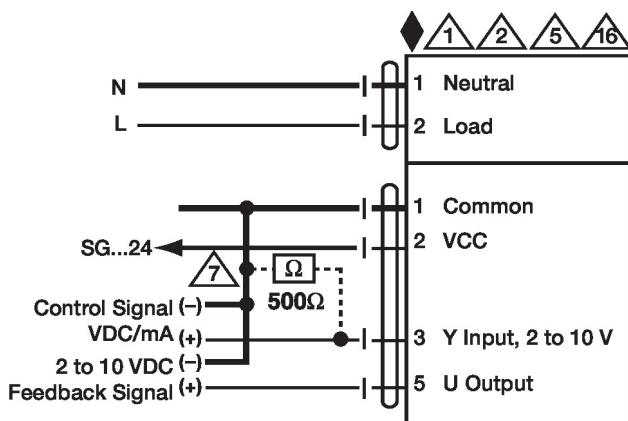 1 2 5 16
N 1 Neutral
L 2 Load
1 Common
SG...24 2 VCC
7 Ω
500Ω
Control Signal (–)
VDC/mA (+) 3 Y Input, 2 to 10 V
2 to 10 VDC (–)
Feedback Signal (+) 5 U Output